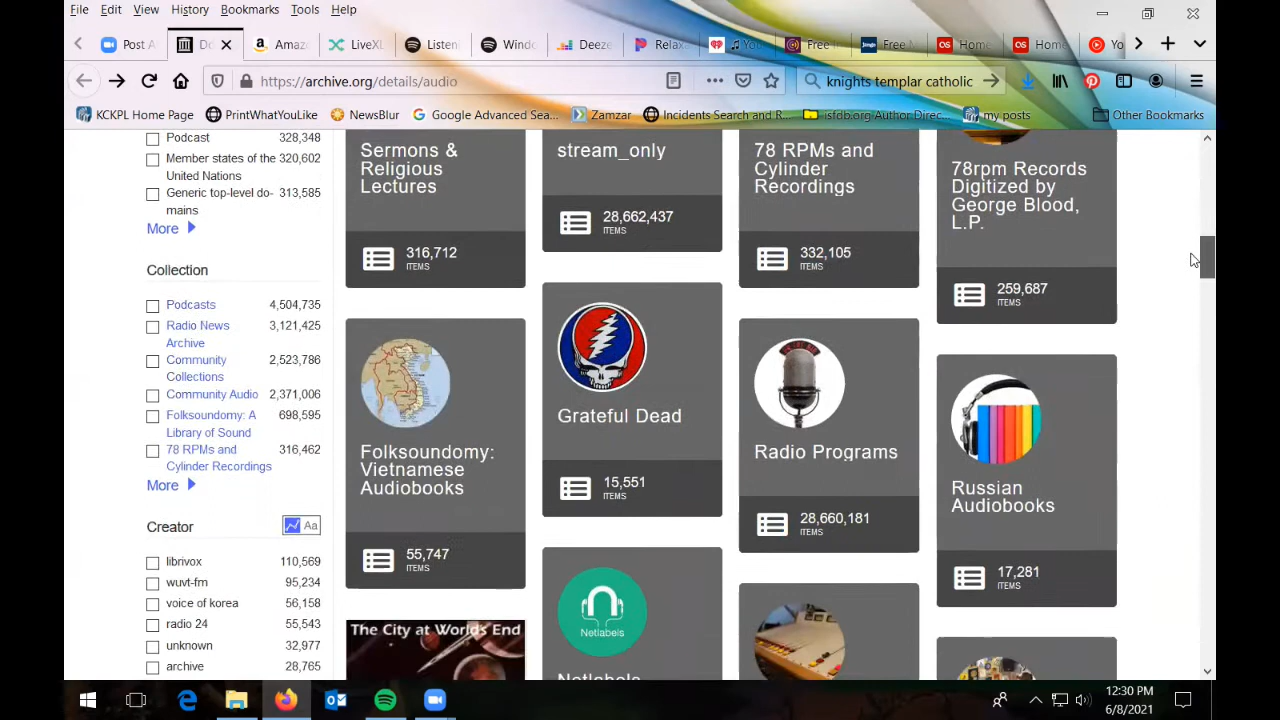 File Edit View History Bookmarks Tools Help
Post A
Amaz
LiveXL
Listeni
Windo
Deeze
Relaxa
Free
Free M
Home
Home
Yo
https://archive.org/details/audio
knights templar catholic
KCKPL Home Page PrintWhatYouLike NewsBlur Google Advanced Sea... Zamzar Incidents Search and R... isfdb.org Author Direc... my posts Other Bookmarks
Podcast 328,348
Member states of the 320,602
United Nations
Generic top-level do- 313,585
mains
More
Collection
Podcasts 4,504,735
Radio News 3,121,425
Archive
Community 2,523,786
Collections
Community Audio 2,371,006
Folksoundomy: A 698,595
Library of Sound
78 RPMs and 316,462
Cylinder Recordings
More
Creator
Aa
librivox 110,569
wuvt-fm 95,234
voice of korea 56,158
radio 24 55,543
unknown 32,977
archive 28,765
Sermons &
Religious
Lectures
316,712
ITEMS
stream_only
28,662,437
ITEMS
78 RPMs and
Cylinder
Recordings
332,105
ITEMS
78rpm Records
Digitized by
George Blood,
L.P.
259,687
ITEMS
Folksoundomy:
Vietnamese
Audiobooks
55,747
ITEMS
Grateful Dead
15,551
ITEMS
Radio Programs
28,660,181
ITEMS
Russian
Audiobooks
17,281
ITEMS
The City at World's End
Netlabels
Netlabels
12:30 PM
6/8/2021